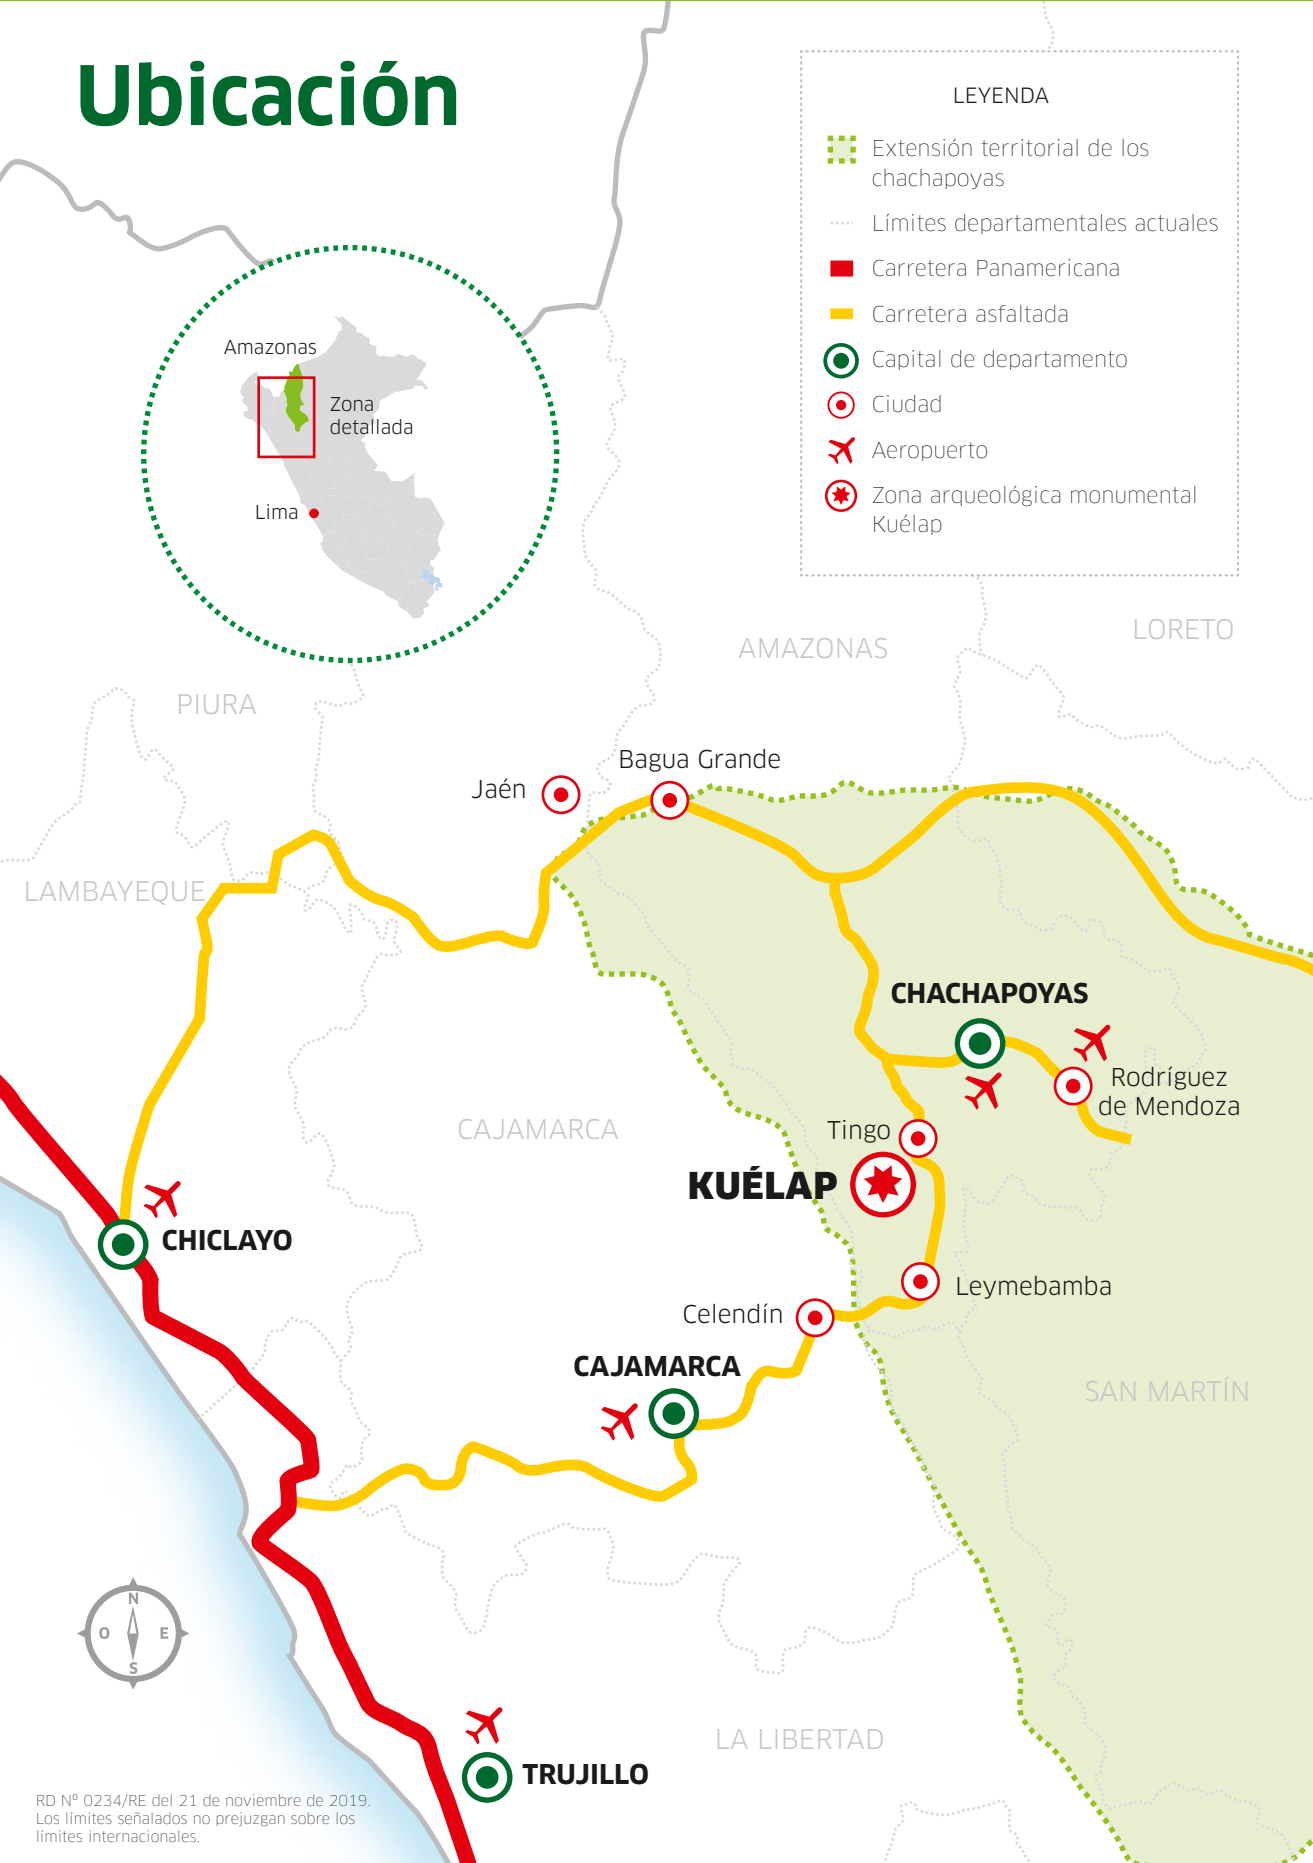 Ubicación
LEYENDA
Extensión territorial de los
chachapoyas
Límites departamentales actuales
Carretera Panamericana
Carretera asfaltada
Capital de departamento
Ciudad
Aeropuerto
Zona arqueológica monumental
Kuélap
Amazonas
Zona
detallada
Lima
LORETO
AMAZONAS
PIURA
Bagua Grande
Jaén
LAMBAYEQUE
CHACHAPOYAS
Rodríguez
de Mendoza
CAJAMARCA
Tingo
KUÉLAP
CHICLAYO
Leymebamba
Celendín
CAJAMARCA
SAN MARTÍN
N
O
E
S
LA LIBERTAD
TRUJILLO
RD Nº 0234/RE del 21 de noviembre de 2019.
Los límites señalados no prejuzgan sobre los
límites internacionales.